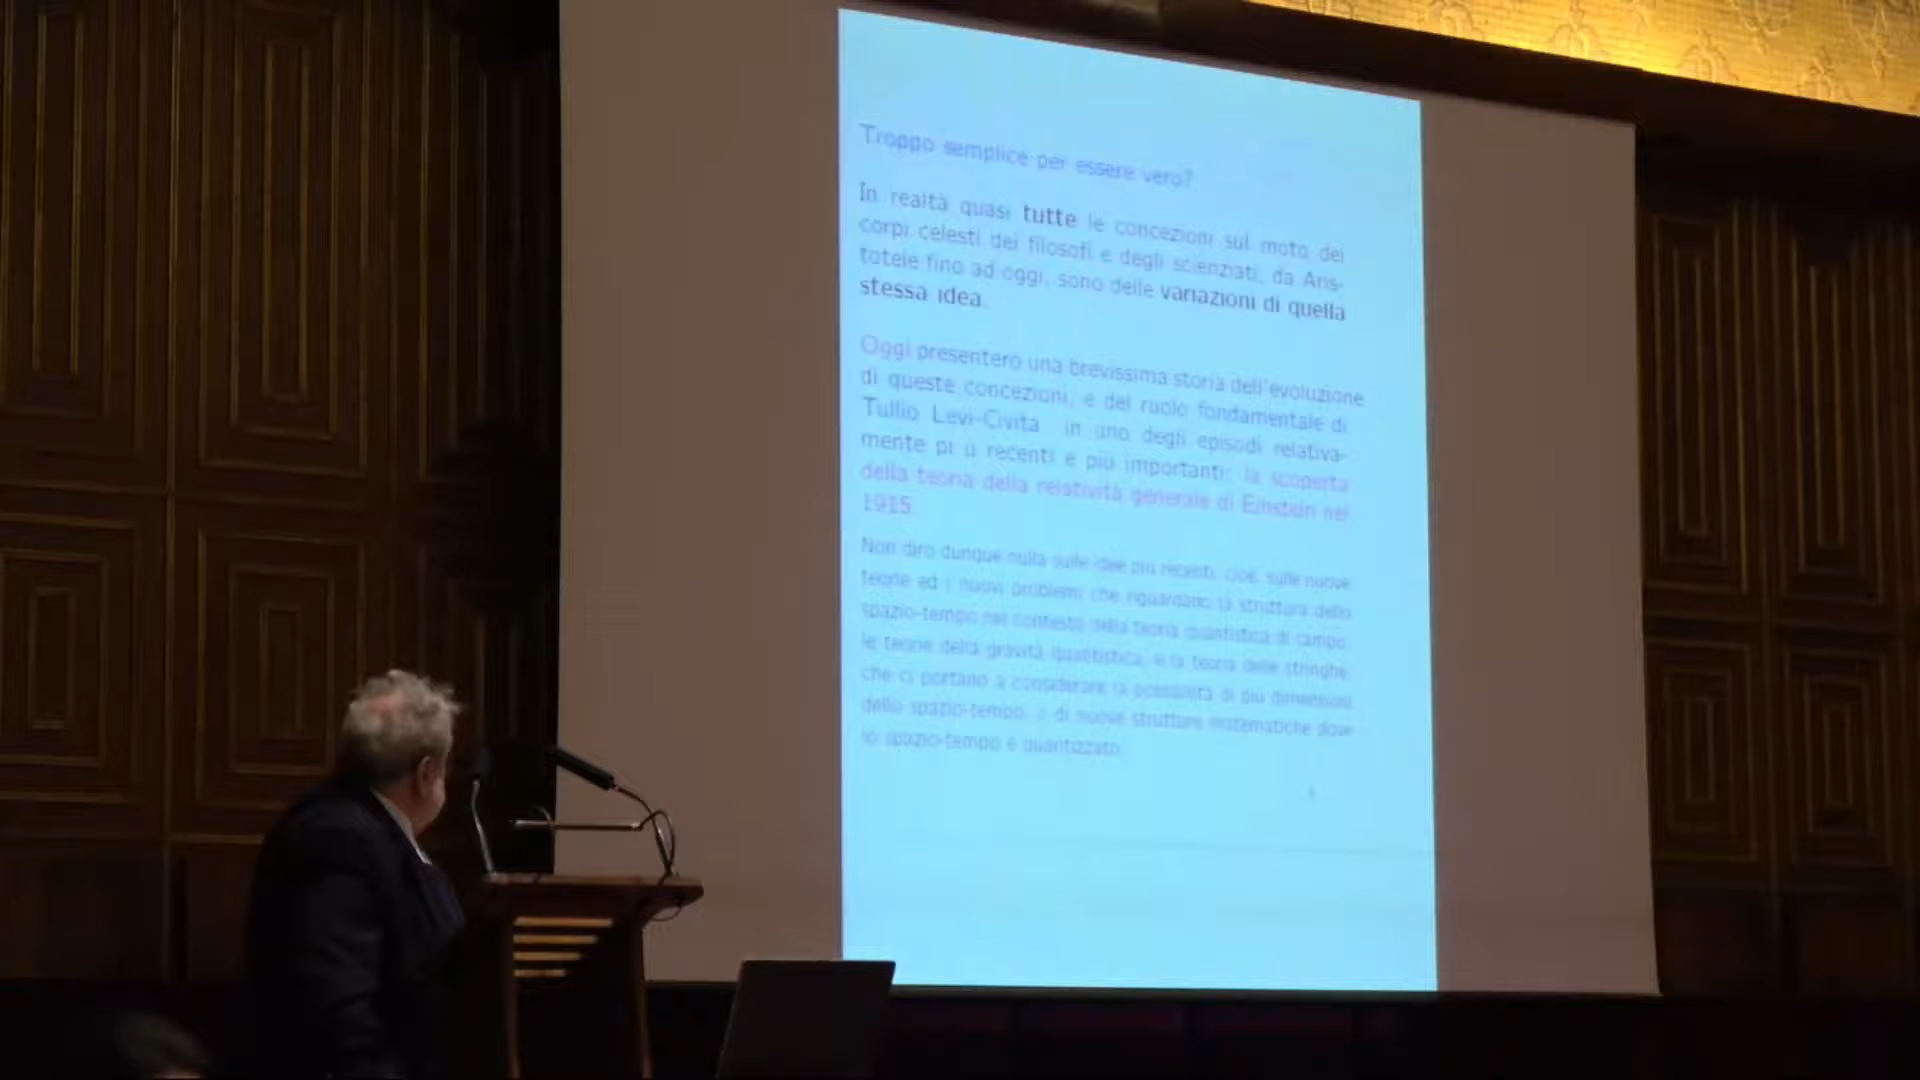 Troppo semplice per essere vero?
In realtà quasi tutte le concezioni sul moto dei
corpi celesti dei filosofi e degli scienziati, da Aris-
totele fino ad oggi, sono delle variazioni di quella
stessa idea.
Oggi presenterò una brevissima storia dell'evoluzione
di queste concezioni, e del ruolo fondamentale di
Tullio Levi-Civita in uno degli episodi relativa-
mente pi ù recenti e più importanti: la scoperta
della teoria della relatività generale di Einstein nel
1915.
Non dirò dunque nulla sulle idee più recenti, cioè, sulle nuove
teorie ed i nuovi problemi che riguardano la struttura dello
spazio-tempo nel contesto della teoria quantistica di campo,
le teorie della gravità quantistica, e la teoria delle stringhe
che ci portano a considerare la possibilità di più dimensioni
dello spazio-tempo, o di nuove strutture matematiche dove
lo spazio-tempo è quantizzato.